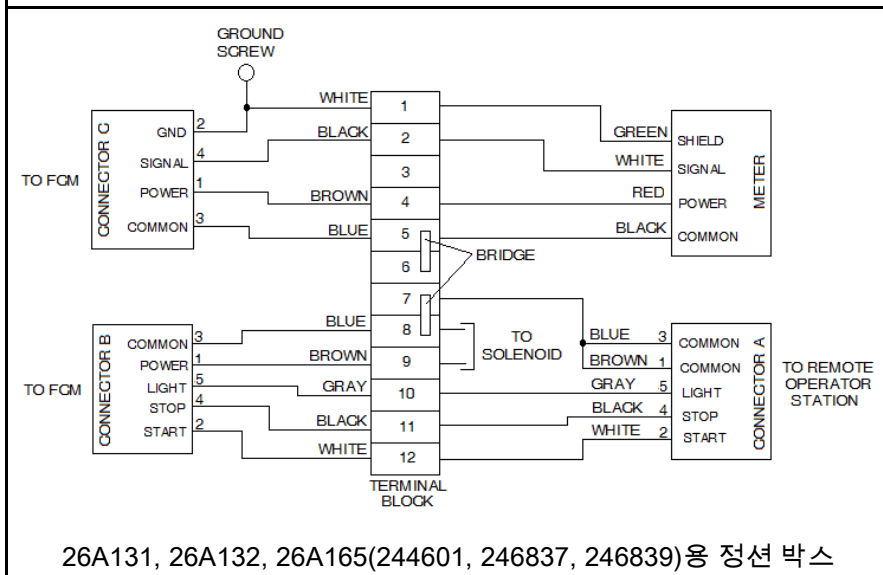 GROUND
SCREW
WHITE
BLACK
BROWN
BLUE
TO FCM
CONNECTOR C
GND 2
SIGNAL 4
POWER 1
COMMON 3
1
2
3
4
5
6
7
8
9
10
11
12
TERMINAL
BLOCK
BRIDGE
GREEN
WHITE
RED
BLACK
SHIELD
SIGNAL
POWER
COMMON
METER
TO FCM
CONNECTOR B
COMMON 3
POWER 1
LIGHT 5
STOP 4
START 2
BLUE
BROWN
GRAY
BLACK
WHITE
TO
SOLENOID
BLUE 3 COMMON
BROWN 1 COMMON
GRAY 5 LIGHT
BLACK 4 STOP
WHITE 2 START
CONNECTOR A
TO REMOTE
OPERATOR
STATION
26A131, 26A132, 26A165(244601, 246837, 246839)용 정션 박스